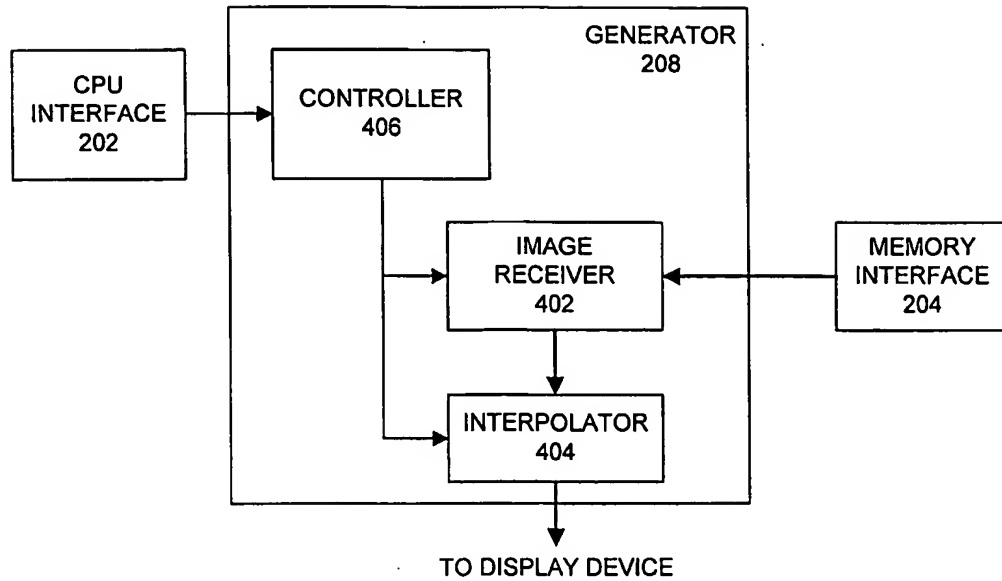 GENERATOR
208
CPU
INTERFACE
202
CONTROLLER
406
IMAGE
RECEIVER
402
MEMORY
INTERFACE
204
INTERPOLATOR
404
TO DISPLAY DEVICE